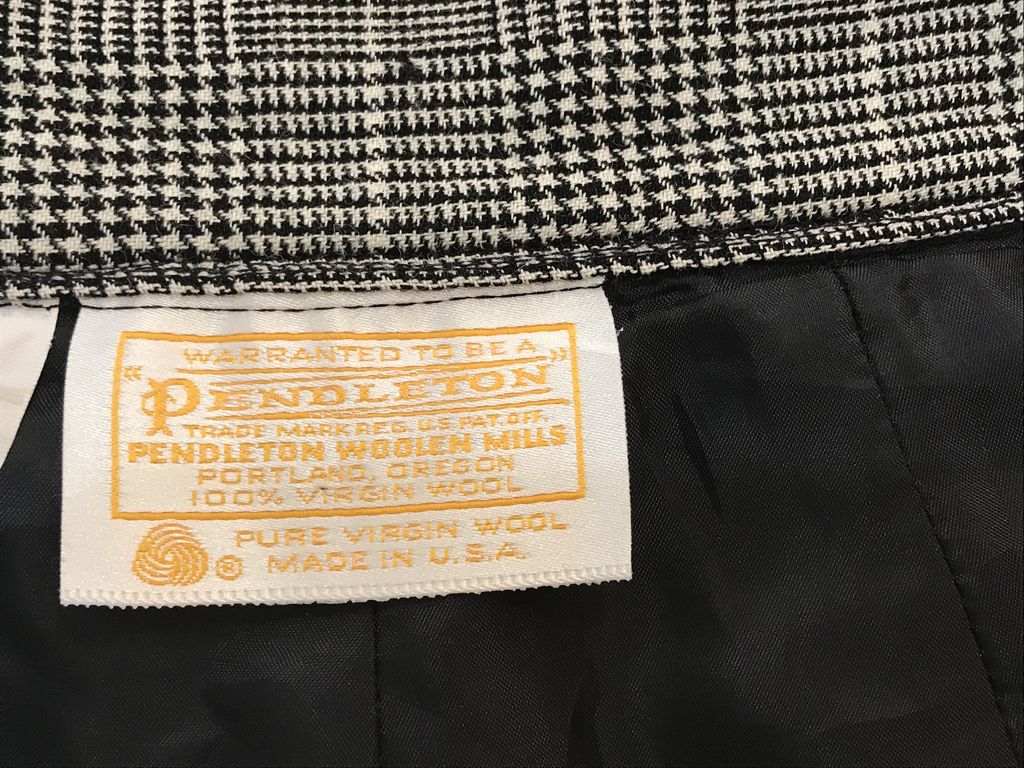 WARRANTED TO BE A
"PENDLETON"
TRADE MARK REG. U.S. PAT. OFF.
PENDLETON WOOLEN MILLS
PORTLAND, OREGON
100% VIRGIN WOOL
PURE VIRGIN WOOL
® MADE IN U.S.A.